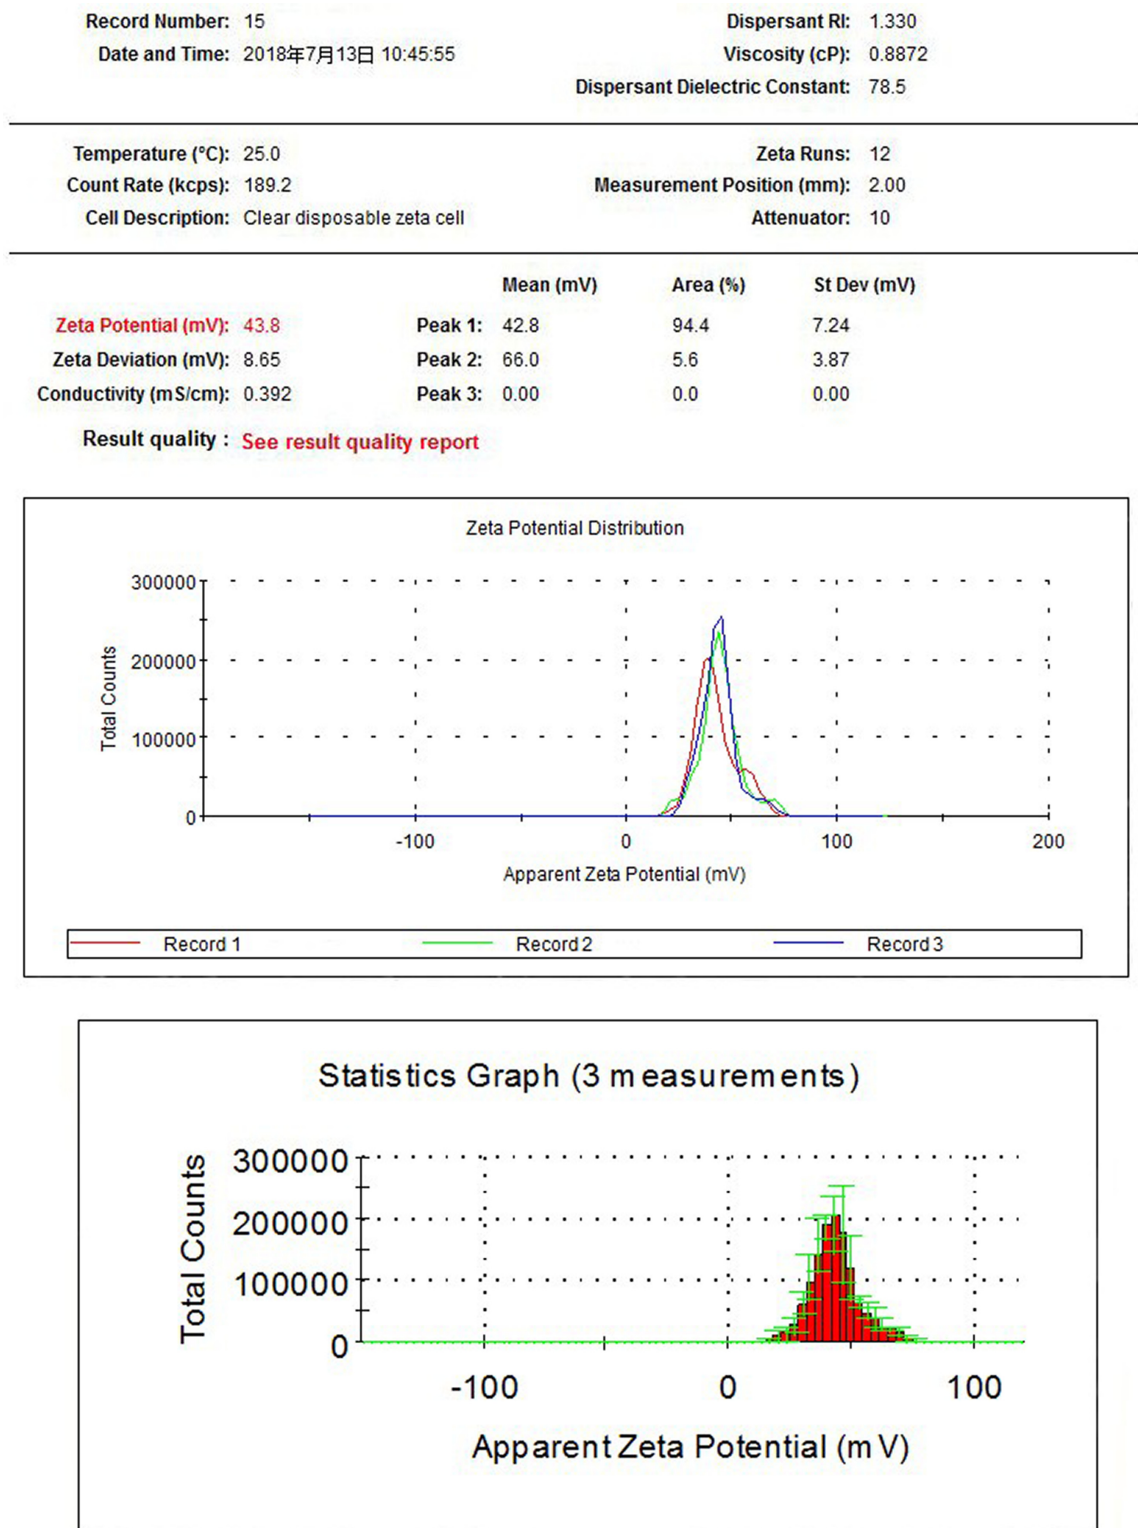 Record Number: 15 Dispersant RI: 1.330
Date and Time: 2018年7月13日 10:45:55 Viscosity (cP): 0.8872
Dispersant Dielectric Constant: 78.5
Temperature (°C): 25.0 Zeta Runs: 12
Count Rate (kcps): 189.2 Measurement Position (mm): 2.00
Cell Description: Clear disposable zeta cell Attenuator: 10
Mean (mV) Area (%) St Dev (mV)
Zeta Potential (mV): 43.8 Peak 1: 42.8 94.4 7.24
Zeta Deviation (mV): 8.65 Peak 2: 66.0 5.6 3.87
Conductivity (mS/cm): 0.392 Peak 3: 0.00 0.0 0.00
Result quality : See result quality report
Zeta Potential Distribution
Total Counts
300000
200000
100000
0
-100 0 100 200
Apparent Zeta Potential (mV)
Record 1 Record 2 Record 3
Statistics Graph (3 measurements)
Total Counts
300000
200000
100000
0
-100 0 100
Apparent Zeta Potential (mV)